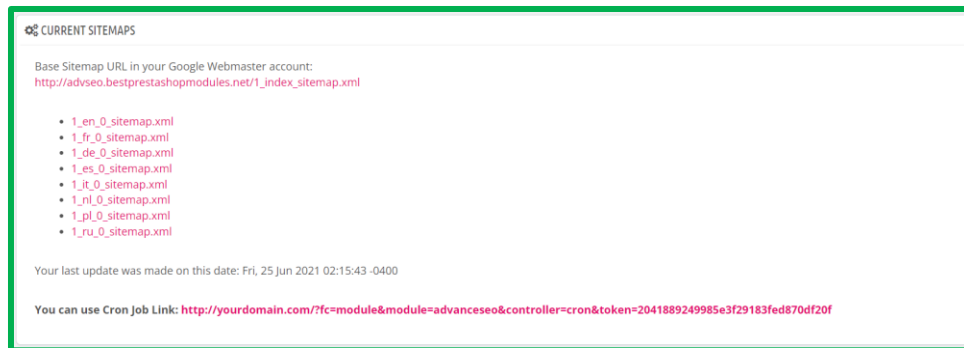 CURRENT SITEMAPS
Base Sitemap URL in your Google Webmaster account:
http://advseo.bestprestashopmodules.net/1_index_sitemap.xml
1_en_0_sitemap.xml
1_fr_0_sitemap.xml
1_de_0_sitemap.xml
1_es_0_sitemap.xml
1_it_0_sitemap.xml
1_nl_0_sitemap.xml
1_pl_0_sitemap.xml
1_ru_0_sitemap.xml
Your last update was made on this date: Fri, 25 Jun 2021 02:15:43 -0400
You can use Cron Job Link: http://yourdomain.com/?fc=module&module=advanceseo&controller=cron&token=2041889249985e3f29183fed870df20f